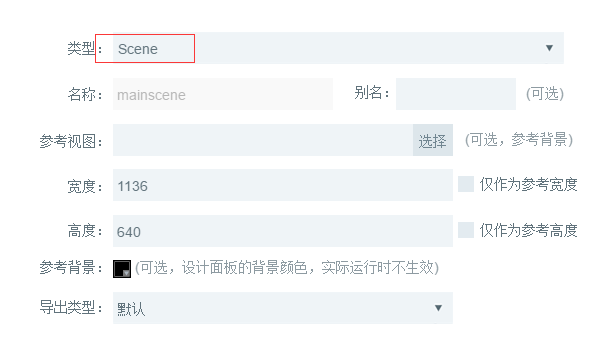 类型： Scene
名称： mainscene 别名： (可选)
参考视图： 选择 (可选，参考背景)
宽度： 1136 仅作为参考宽度
高度： 640 仅作为参考高度
参考背景： (可选，设计面板的背景颜色，实际运行时不生效)
导出类型： 默认